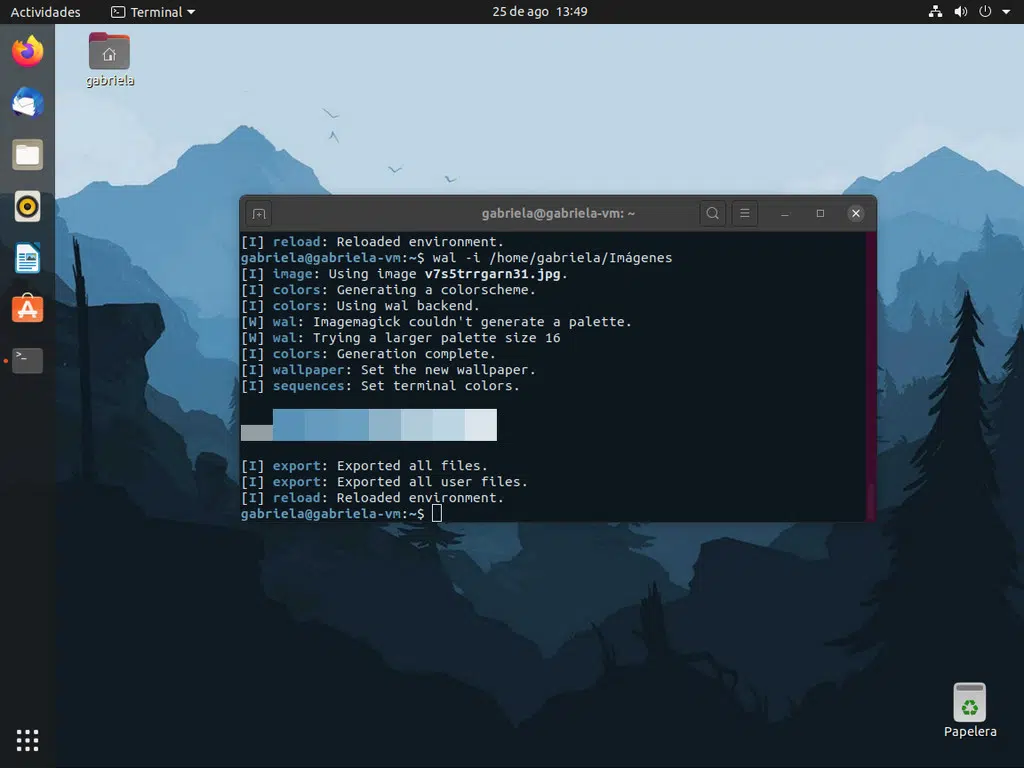 Actividades
Terminal
25 de ago 13:49
gabriela
gabriela@gabriela-vm: ~
[I] reload: Reloaded environment.
gabriela@gabriela-vm:~$ wal -i /home/gabriela/Imágenes
[I] image: Using image v7s5trrgarn31.jpg.
[I] colors: Generating a colorscheme.
[I] colors: Using wal backend.
[W] wal: Imagemagick couldn't generate a palette.
[W] wal: Trying a larger palette size 16
[I] colors: Generation complete.
[I] wallpaper: Set the new wallpaper.
[I] sequences: Set terminal colors.
[I] export: Exported all files.
[I] export: Exported all user files.
[I] reload: Reloaded environment.
gabriela@gabriela-vm:~$
Papelera